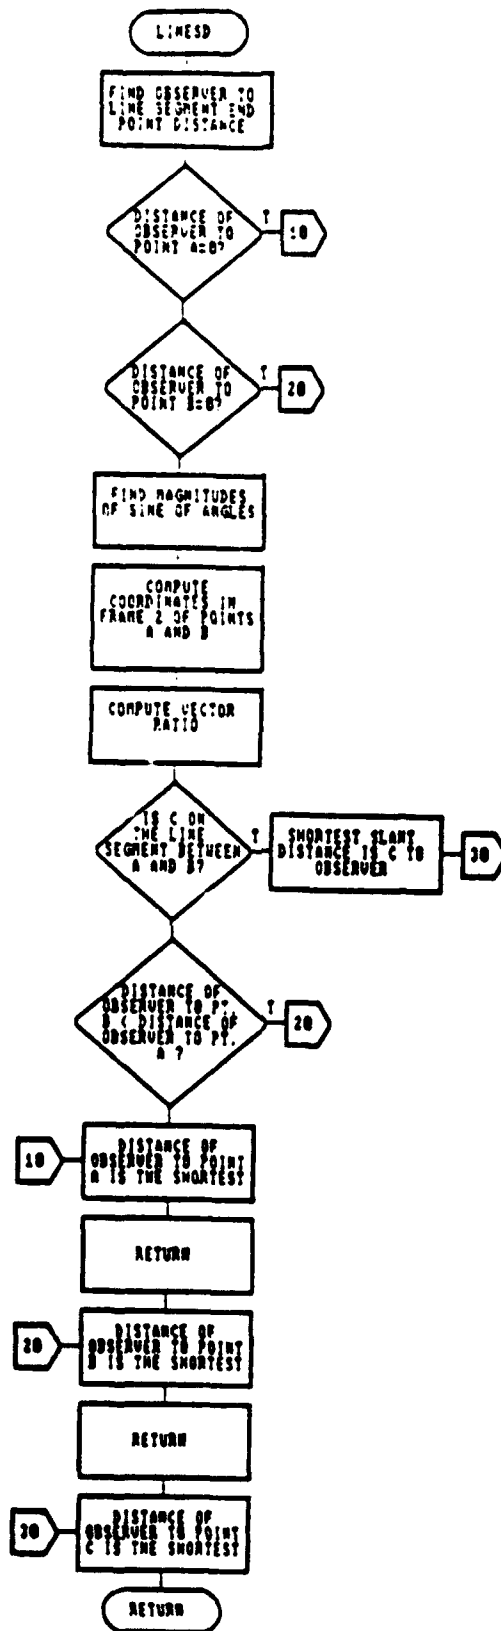 LINESD
FIND OBSERVER TO
LINE SEGMENT END
POINT DISTANCE
DISTANCE OF
OBSERVER TO
POINT A=0?
T
10
DISTANCE OF
OBSERVER TO
POINT B=0?
T
20
FIND MAGNITUDES
OF SINE OF ANGLES
COMPUTE
COORDINATES IN
FRAME 2 OF POINTS
A AND B
COMPUTE VECTOR
RATIO
IS C ON
THE LINE
SEGMENT BETWEEN
A AND B?
T
SHORTEST SLANT
DISTANCE IS C TO
OBSERVER
30
DISTANCE OF
OBSERVER TO PT.
B < DISTANCE OF
OBSERVER TO PT.
A ?
T
20
10
DISTANCE OF
OBSERVER TO POINT
A IS THE SHORTEST
RETURN
20
DISTANCE OF
OBSERVER TO POINT
B IS THE SHORTEST
RETURN
30
DISTANCE OF
OBSERVER TO POINT
C IS THE SHORTEST
RETURN